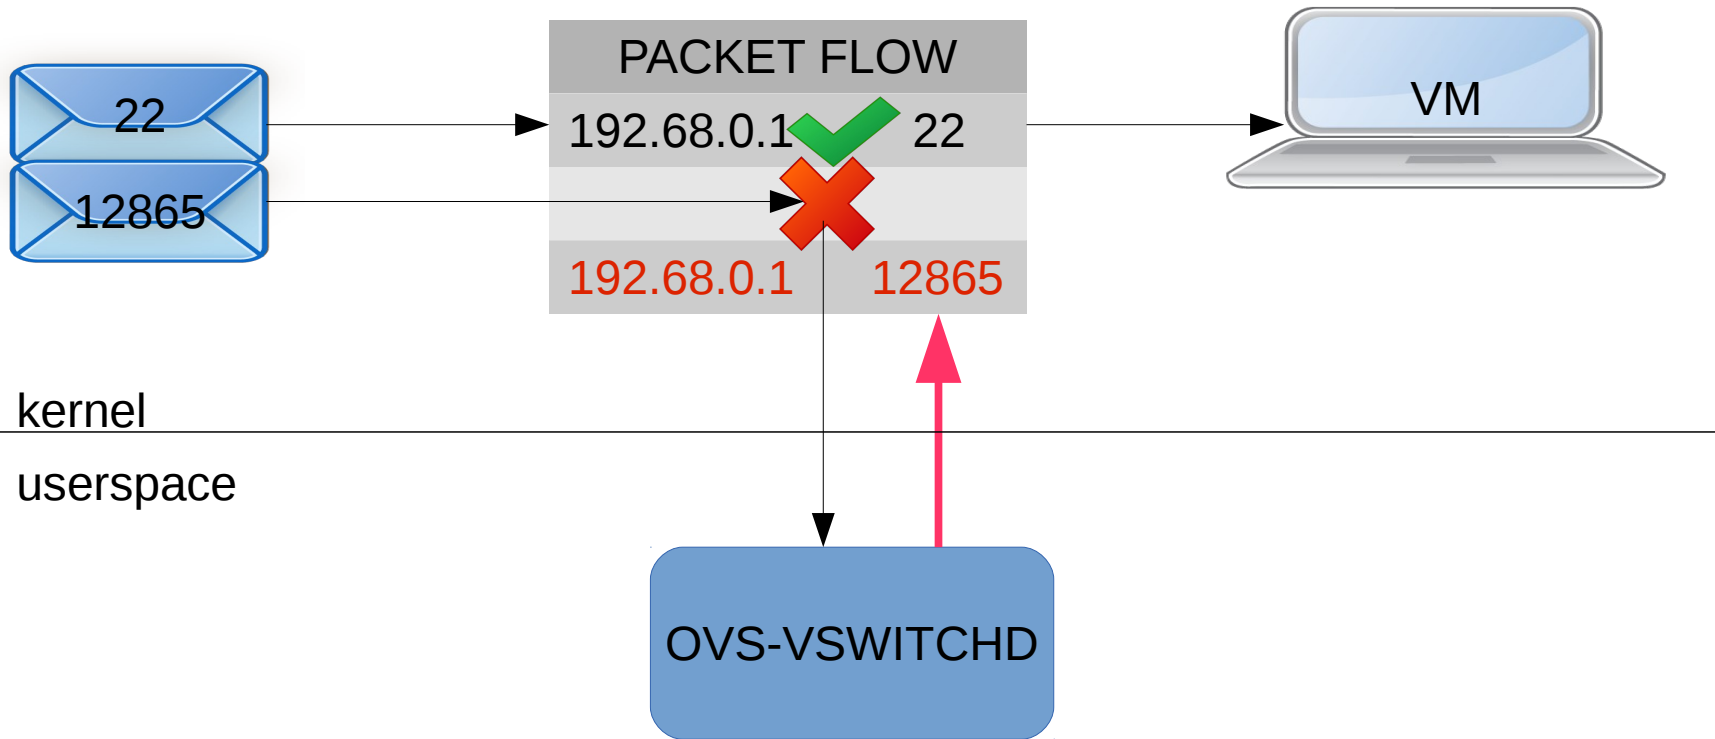 22
12865
PACKET FLOW
192.68.0.1 22
192.68.0.1 12865
VM
kernel
userspace
OVS-VSWITCHD